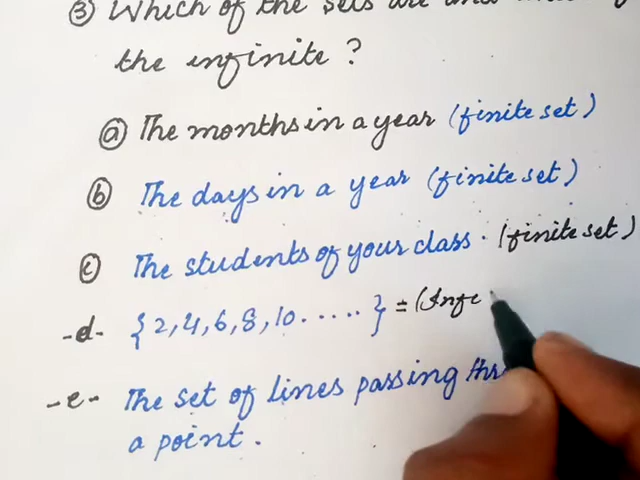 ③ Which of the sets are
the infinite ?
ⓐ The months in a year (finite set)
ⓑ The days in a year (finite set)
ⓒ The students of your class. (finite set)
-d- {2,4,6,8,10.....} = (Infi
-e- The set of lines passing thr
a point.